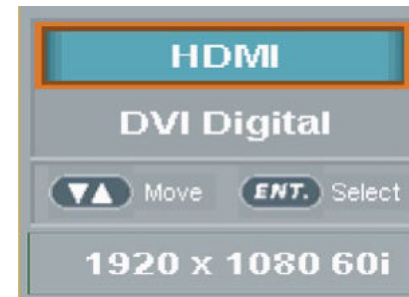 HDMI
DVI Digital
▼▲ Move ENT. Select
1920 x 1080 60i